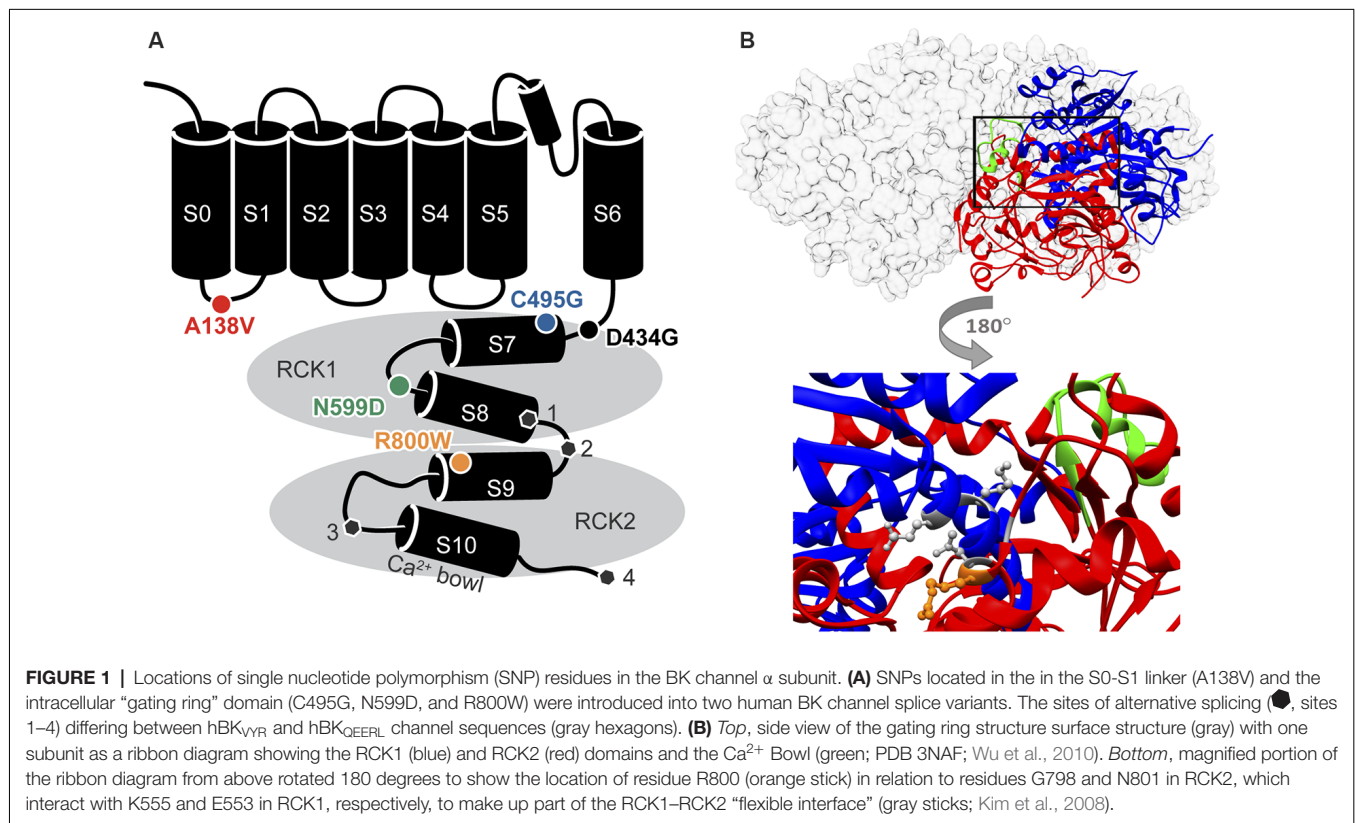 A
B
S0
S1
S2
S3
S4
S5
S6
C495G
A138V
D434G
S7
RCK1
N599D
S8
1
R800W
2
S9
RCK2
3
S10
Ca²⁺ bowl
4
180°
FIGURE 1 | Locations of single nucleotide polymorphism (SNP) residues in the BK channel α subunit. (A) SNPs located in the in the S0-S1 linker (A138V) and the
intracellular “gating ring” domain (C495G, N599D, and R800W) were introduced into two human BK channel splice variants. The sites of alternative splicing (⬢, sites
1–4) differing between hBKVYR and hBKQEERL channel sequences (gray hexagons). (B) Top, side view of the gating ring structure surface structure (gray) with one
subunit as a ribbon diagram showing the RCK1 (blue) and RCK2 (red) domains and the Ca²⁺ Bowl (green; PDB 3NAF; Wu et al., 2010). Bottom, magnified portion of
the ribbon diagram from above rotated 180 degrees to show the location of residue R800 (orange stick) in relation to residues G798 and N801 in RCK2, which
interact with K555 and E553 in RCK1, respectively, to make up part of the RCK1–RCK2 “flexible interface” (gray sticks; Kim et al., 2008).